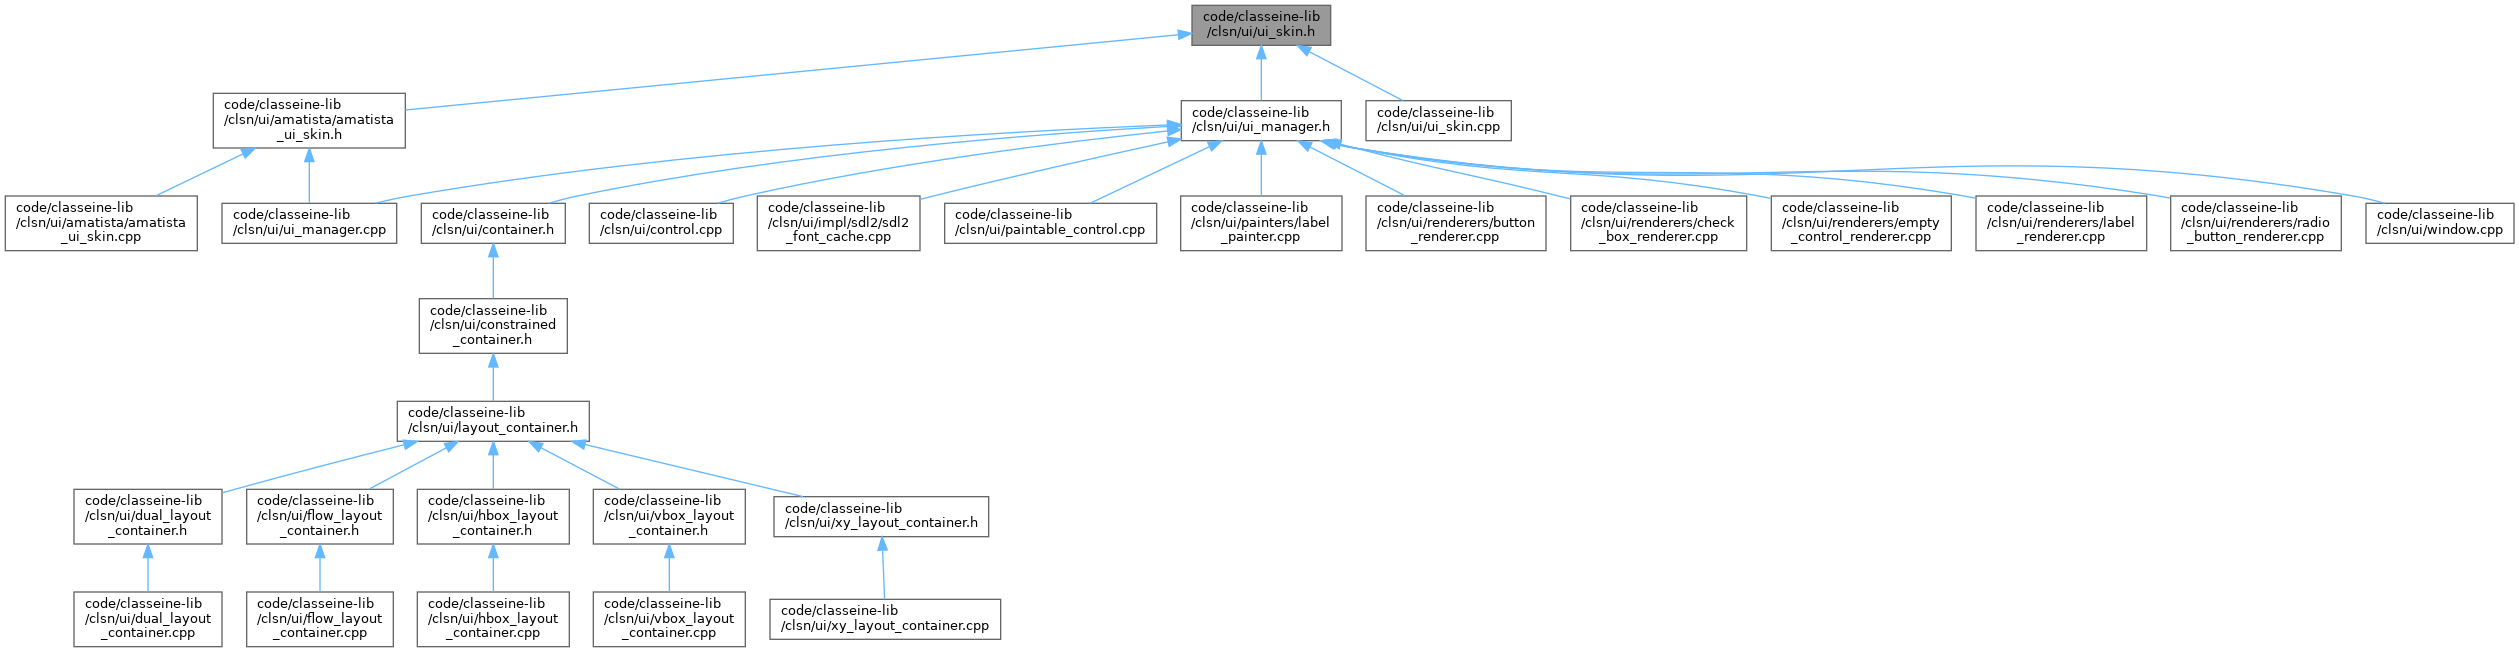 code/classeine-lib
/clsn/ui/ui_skin.h
code/classeine-lib
/clsn/ui/amatista/amatista
_ui_skin.h
code/classeine-lib
/clsn/ui/ui_manager.h
code/classeine-lib
/clsn/ui/ui_skin.cpp
code/classeine-lib
/clsn/ui/amatista/amatista
_ui_skin.cpp
code/classeine-lib
/clsn/ui/ui_manager.cpp
code/classeine-lib
/clsn/ui/container.h
code/classeine-lib
/clsn/ui/control.cpp
code/classeine-lib
/clsn/ui/impl/sdl2/sdl2
_font_cache.cpp
code/classeine-lib
/clsn/ui/paintable_control.cpp
code/classeine-lib
/clsn/ui/painters/label
_painter.cpp
code/classeine-lib
/clsn/ui/renderers/button
_renderer.cpp
code/classeine-lib
/clsn/ui/renderers/check
_box_renderer.cpp
code/classeine-lib
/clsn/ui/renderers/empty
_control_renderer.cpp
code/classeine-lib
/clsn/ui/renderers/label
_renderer.cpp
code/classeine-lib
/clsn/ui/renderers/radio
_button_renderer.cpp
code/classeine-lib
/clsn/ui/window.cpp
code/classeine-lib
/clsn/ui/constrained
_container.h
code/classeine-lib
/clsn/ui/layout_container.h
code/classeine-lib
/clsn/ui/dual_layout
_container.h
code/classeine-lib
/clsn/ui/flow_layout
_container.h
code/classeine-lib
/clsn/ui/hbox_layout
_container.h
code/classeine-lib
/clsn/ui/vbox_layout
_container.h
code/classeine-lib
/clsn/ui/xy_layout_container.h
code/classeine-lib
/clsn/ui/dual_layout
_container.cpp
code/classeine-lib
/clsn/ui/flow_layout
_container.cpp
code/classeine-lib
/clsn/ui/hbox_layout
_container.cpp
code/classeine-lib
/clsn/ui/vbox_layout
_container.cpp
code/classeine-lib
/clsn/ui/xy_layout_container.cpp